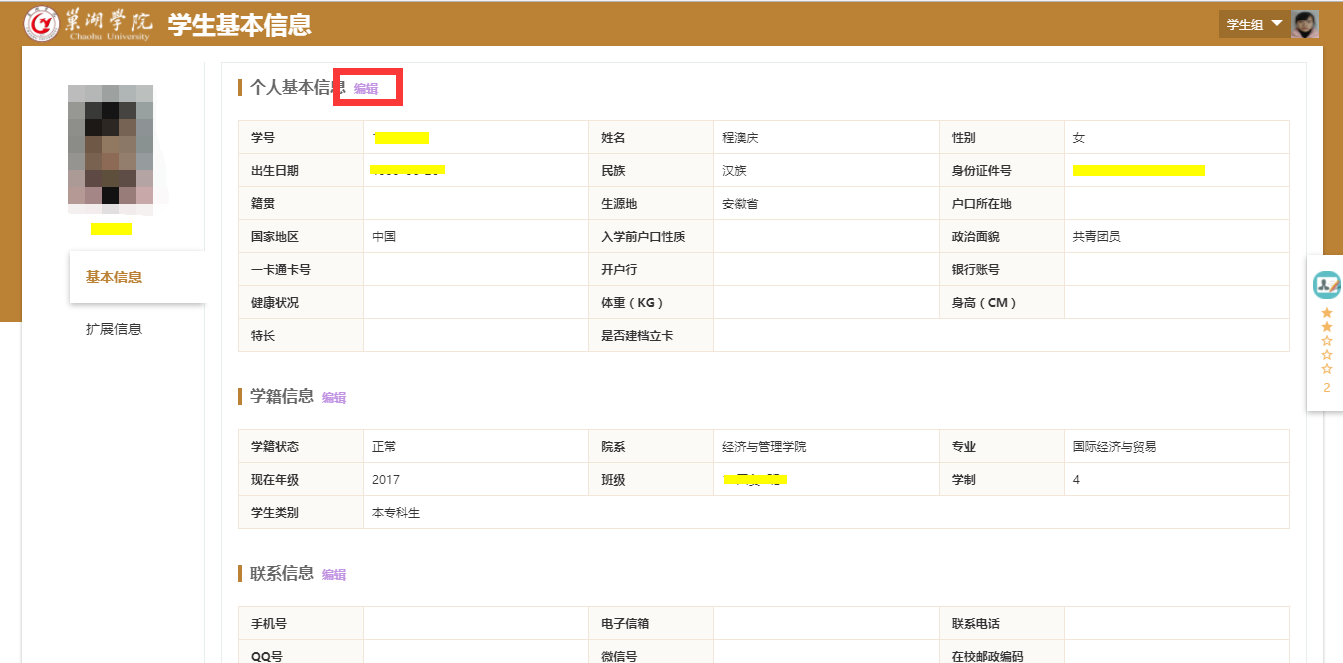 巢湖学院
Chaohu University
学生基本信息
学生组
个人基本信息 编辑
学号 姓名 程澳庆 性别 女
出生日期 民族 汉族 身份证件号
籍贯 生源地 安徽省 户口所在地
国家地区 中国 入学前户口性质 政治面貌 共青团员
一卡通卡号 开户行 银行账号
健康状况 体重（KG） 身高（CM）
特长 是否建档立卡
基本信息
扩展信息
2
学籍信息 编辑
学籍状态 正常 院系 经济与管理学院 专业 国际经济与贸易
现在年级 2017 班级 学制 4
学生类别 本专科生
联系信息 编辑
手机号 电子信箱 联系电话
QQ号 微信号 在校邮政编码